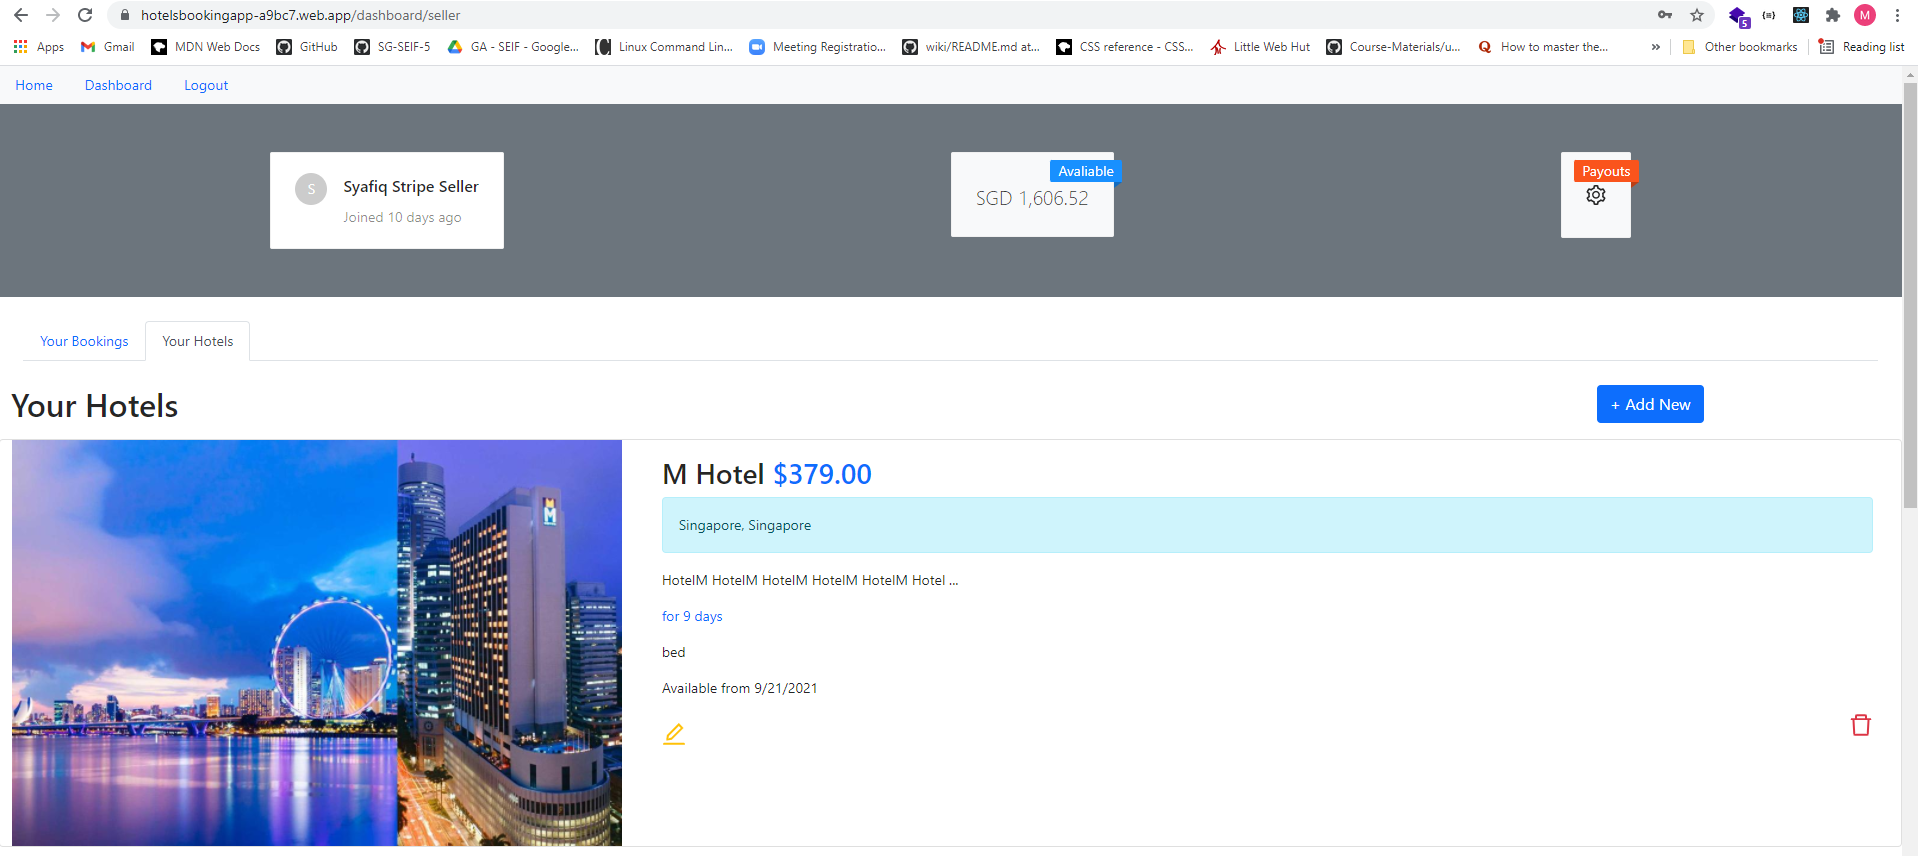 hotelsbookingapp-a9bc7.web.app/dashboard/seller
5
M
Apps
Gmail
MDN Web Docs
GitHub
SG-SEIF-5
GA - SEIF - Google...
Linux Command Lin...
Meeting Registratio...
wiki/README.md at...
CSS reference - CSS...
Little Web Hut
Course-Materials/u...
How to master the...
»
Other bookmarks
Reading list
Home
Dashboard
Logout
S
Syafiq Stripe Seller
Joined 10 days ago
Avaliable
SGD 1,606.52
Payouts
Your Bookings
Your Hotels
Your Hotels
+ Add New
M
M Hotel $379.00
Singapore, Singapore
HotelM HotelM HotelM HotelM HotelM Hotel ...
for 9 days
bed
Available from 9/21/2021